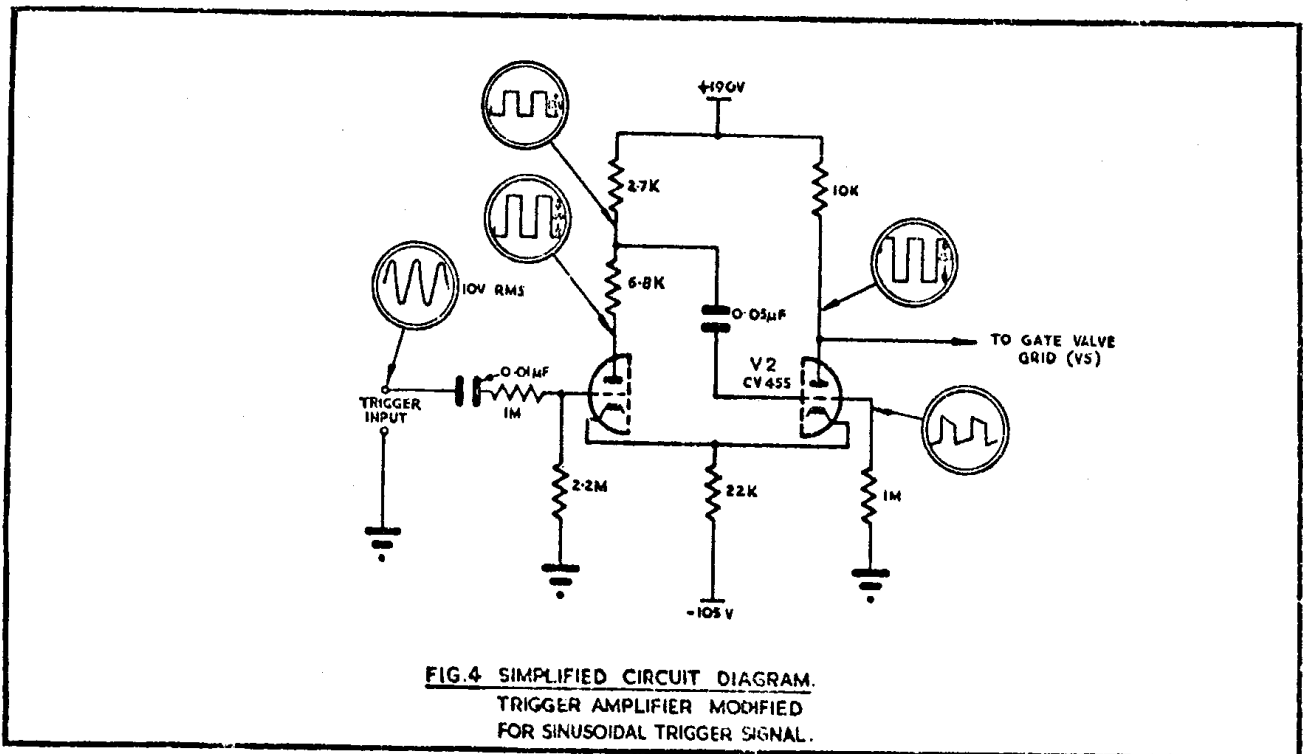 +190V
2·7K
10K
6·8K
10V RMS
0·05µF
TO GATE VALVE
GRID (V5)
V2
CV455
0·01µF
TRIGGER
INPUT
1M
2·2M
22K
1M
-105V
FIG.4 SIMPLIFIED CIRCUIT DIAGRAM.
TRIGGER AMPLIFIER MODIFIED
FOR SINUSOIDAL TRIGGER SIGNAL.